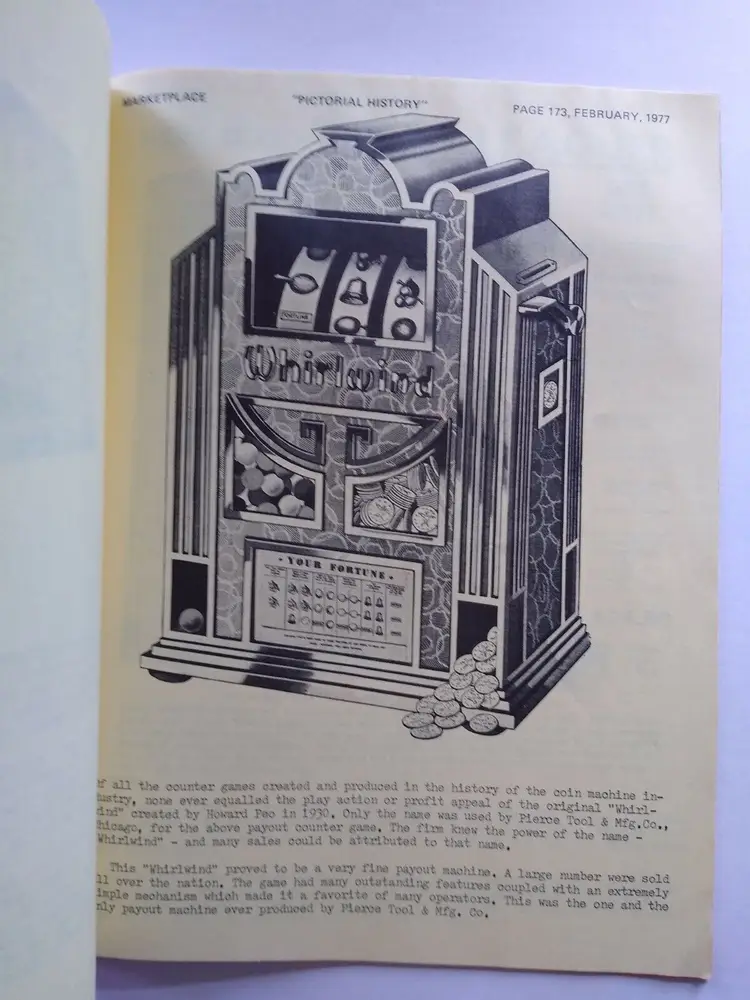 MARKETPLACE
"PICTORIAL HISTORY"
PAGE 173, FEBRUARY, 1977
FORTUNE
Whirlwind
• YOUR FORTUNE •
f all the counter games created and produced in the history of the coin machine in-
ustry, none ever equalled the play action or profit appeal of the original "Whirl-
ind" created by Howard Peo in 1930. Only the name was used by Pierce Tool & Mfg.Co.,
hicago, for the above payout counter game. The firm knew the power of the name -
Whirlwind" - and many sales could be attributed to that name.
This "Whirlwind" proved to be a very fine payout machine. A large number were sold
ll over the nation. The game had many outstanding features coupled with an extremely
imple mechanism which made it a favorite of many operators. This was the one and the
nly payout machine ever produced by Pierce Tool & Mfg. Co.